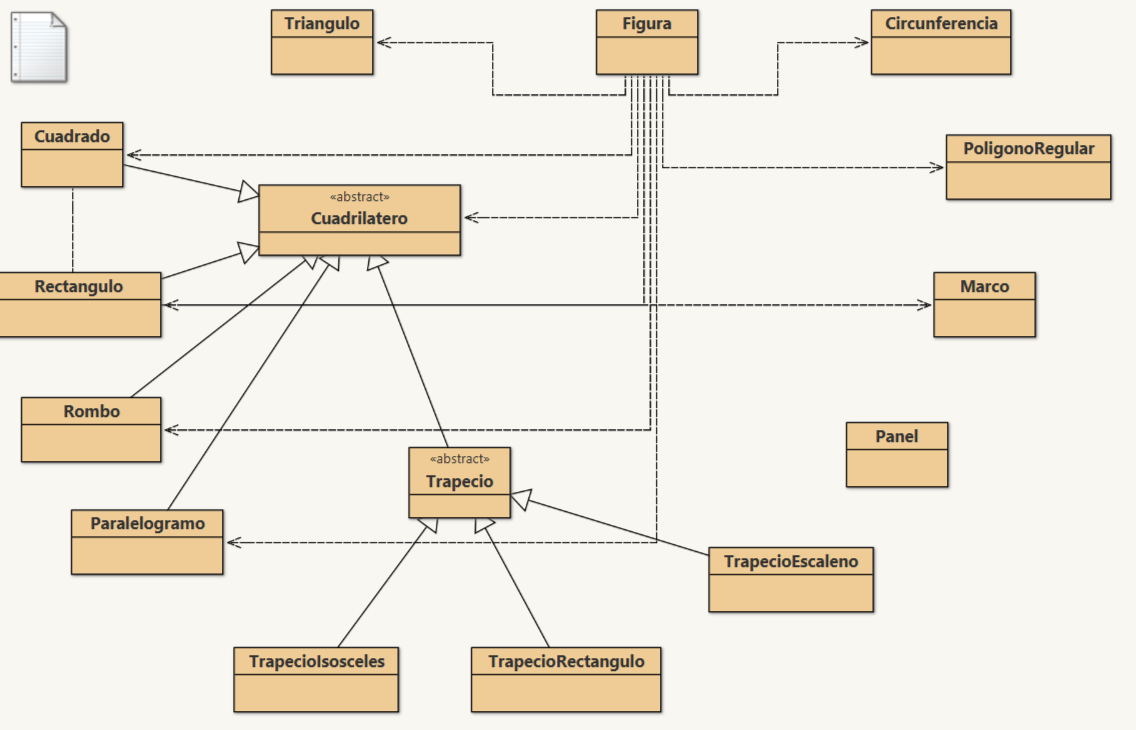 Triangulo
Figura
Circunferencia
Cuadrado
PoligonoRegular
«abstract»
Cuadrilatero
Rectangulo
Marco
Rombo
Panel
«abstract»
Trapecio
Paralelogramo
TrapecioEscaleno
TrapecioIsosceles
TrapecioRectangulo